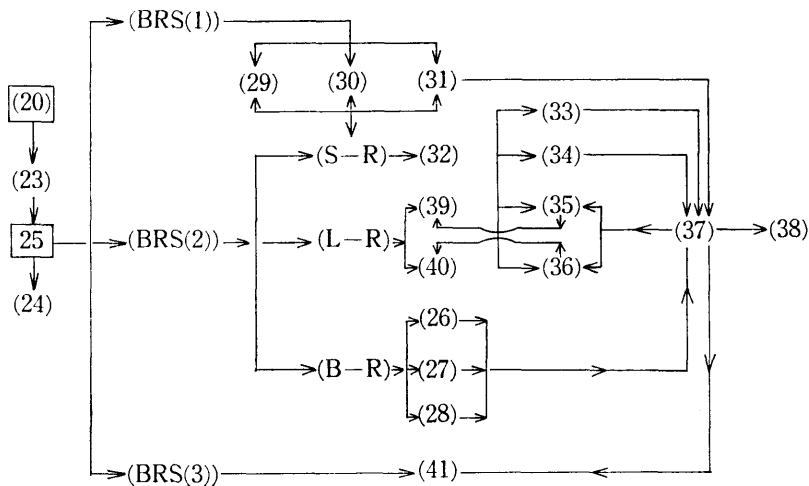 (BRS(1))
(29) (30) (31)
(20)
(33)
(S－R) (32) (34)
(23)
(39) (35)
25 (BRS(2)) (L－R) (37) (38)
(40) (36)
(24)
(26)
(B－R) (27)
(28)
(BRS(3)) (41)